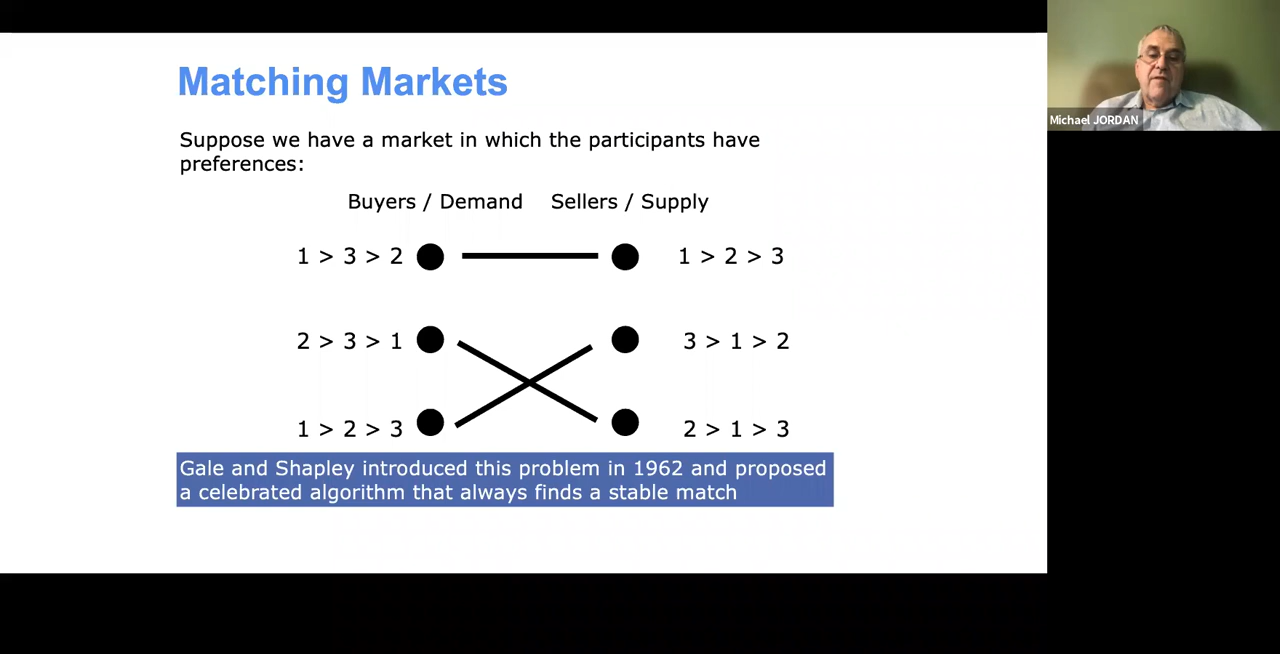 Matching Markets
Suppose we have a market in which the participants have
preferences:
Buyers / Demand Sellers / Supply
1 > 3 > 2 1 > 2 > 3
2 > 3 > 1 3 > 1 > 2
1 > 2 > 3 2 > 1 > 3
Gale and Shapley introduced this problem in 1962 and proposed
a celebrated algorithm that always finds a stable match
Michael JORDAN